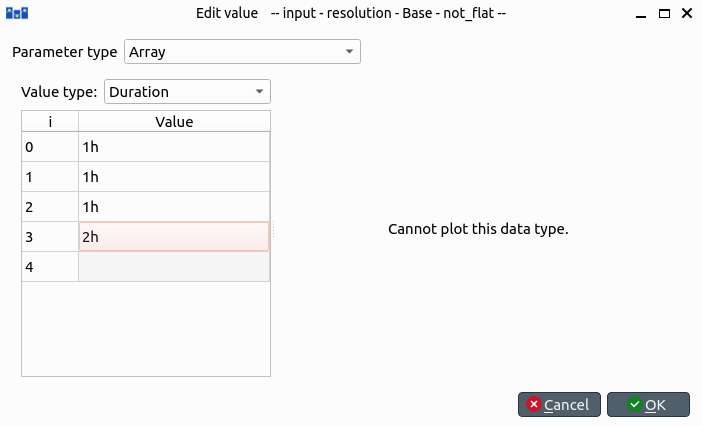 Edit value -- input - resolution - Base - not_flat --
Parameter type Array
Value type: Duration
i Value
0 1h
1 1h
2 1h
3 2h
4
Cannot plot this data type.
Cancel OK